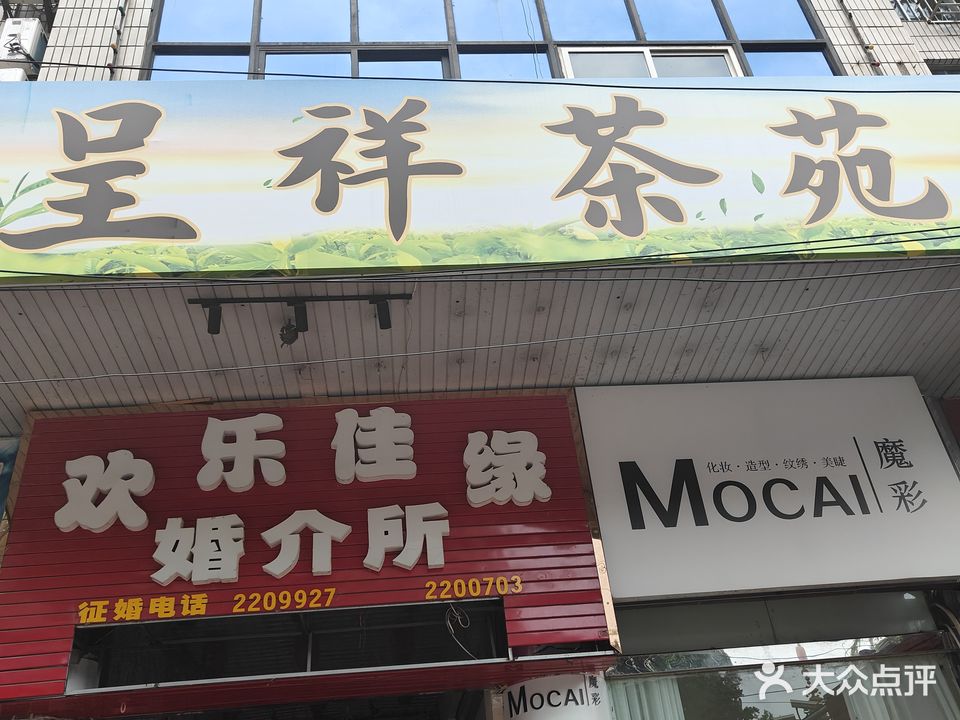 呈祥茶苑
欢乐佳缘
婚介所
征婚电话 2209927 2200703
化妆·造型·纹绣·美睫
MOCAI
魔彩
MOCAI 魔彩
大众点评